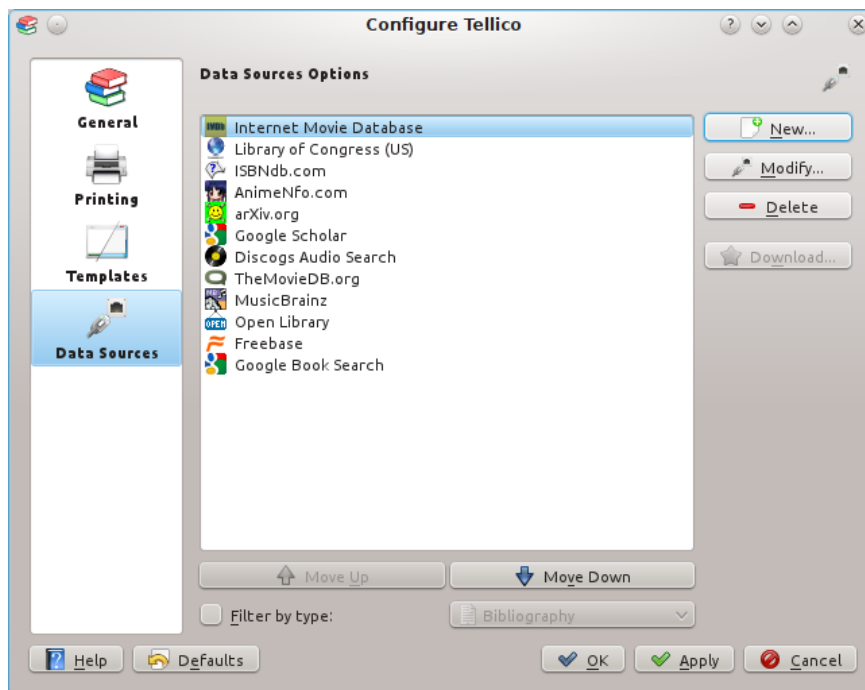 Configure Tellico
General
Printing
Templates
Data Sources
Data Sources Options
IMDb Internet Movie Database
Library of Congress (US)
ISBNdb.com
AnimeNfo.com
arXiv.org
Google Scholar
Discogs Audio Search
TheMovieDB.org
MusicBrainz
OPEN Open Library
Freebase
Google Book Search
New...
Modify...
Delete
Download...
Move Up
Move Down
Filter by type:
Bibliography
Help
Defaults
OK
Apply
Cancel